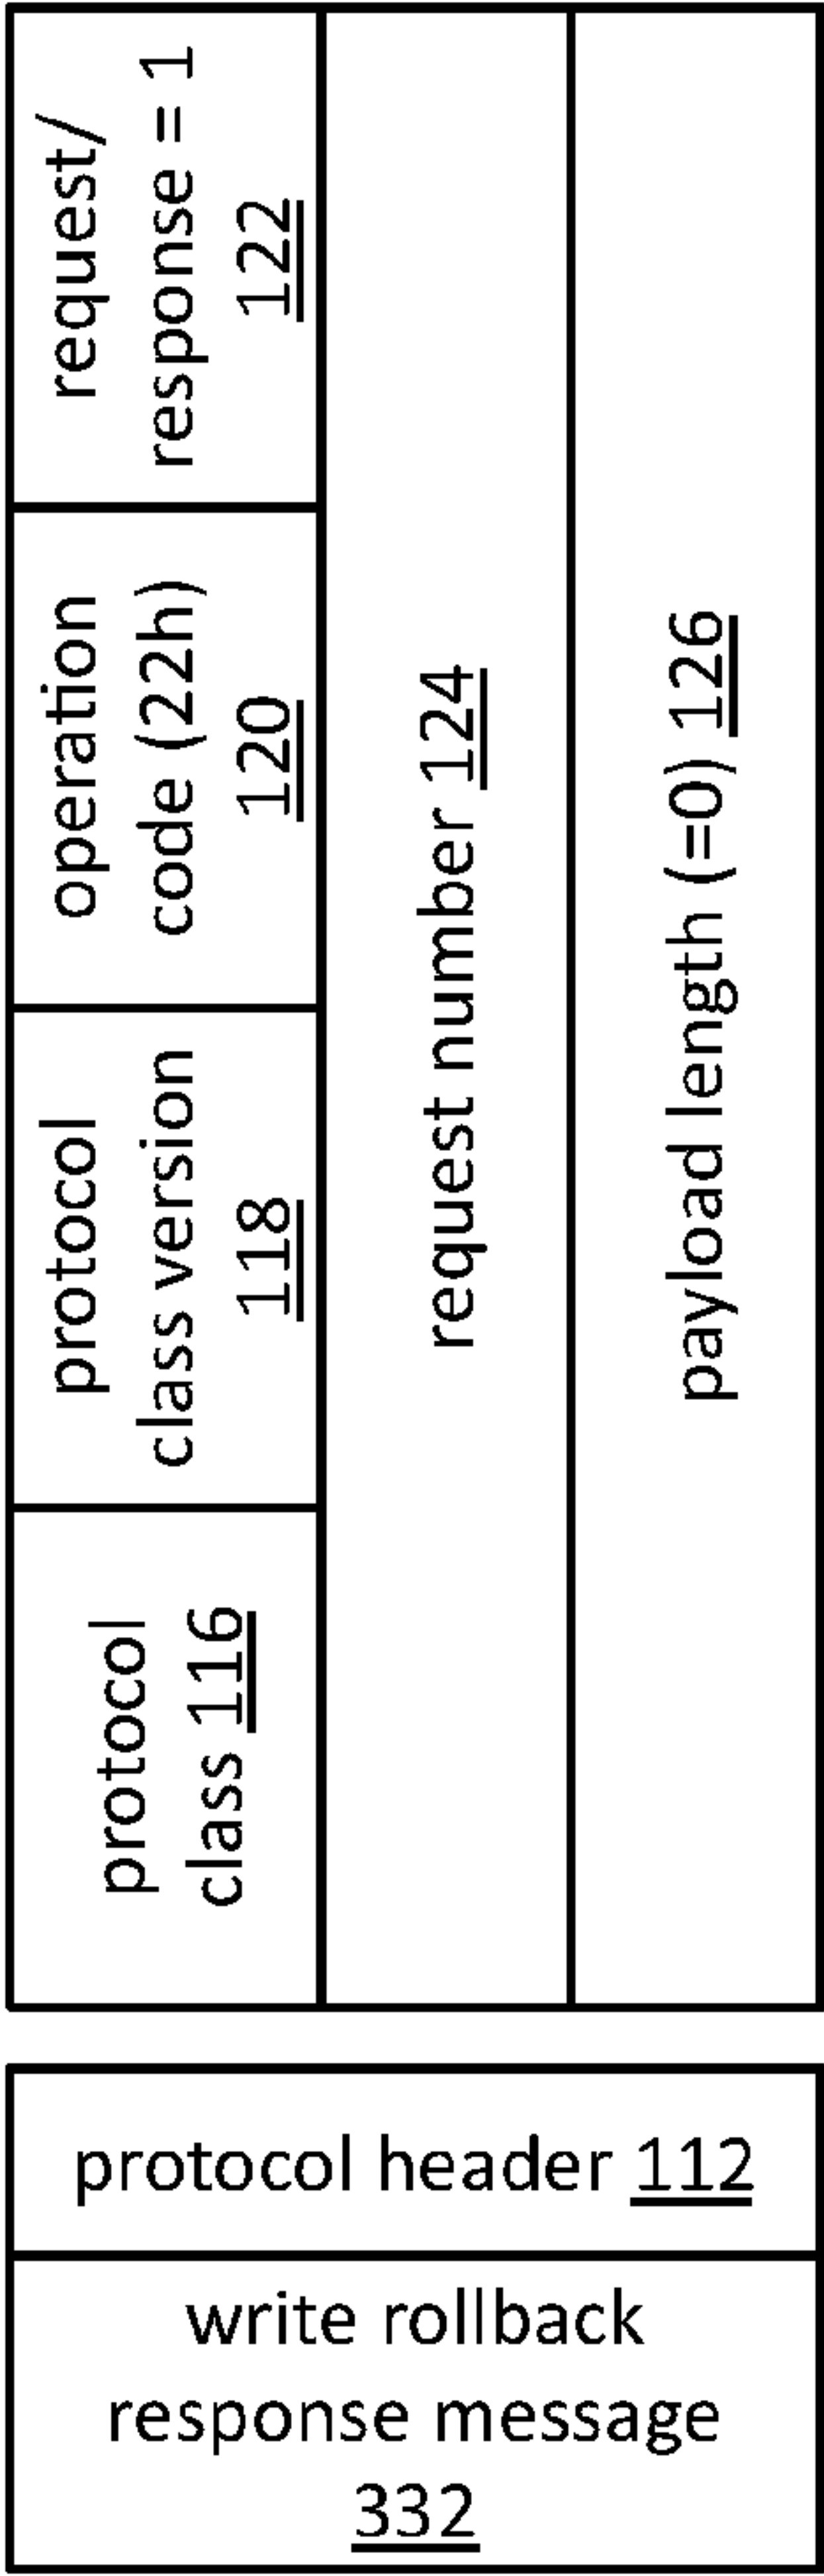 write rollback
response message
332
protocol header 112
protocol
class 116
protocol
class version
118
operation
code (22h)
120
request/
response = 1
122
request number 124
payload length (=0) 126